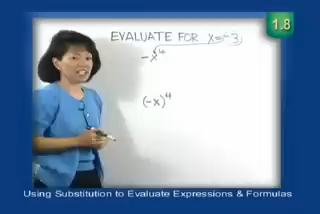 1.8
EVALUATE FOR x = -3
-x⁴
(-x)⁴
Using Substitution to Evaluate Expressions & Formulas